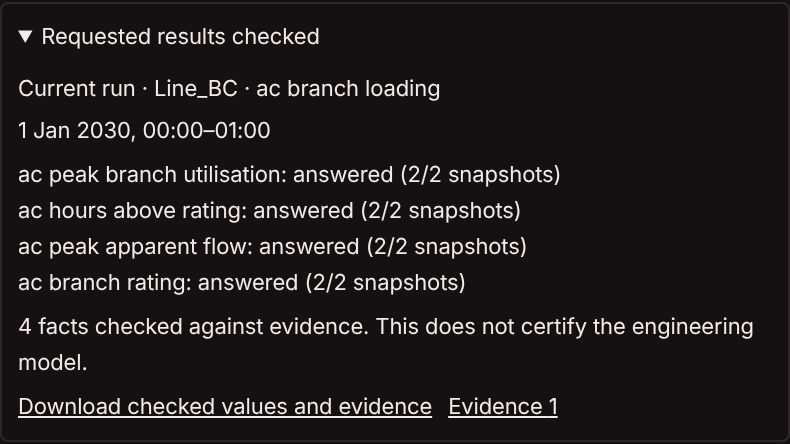 ▼ Requested results checked
Current run · Line_BC · ac branch loading
1 Jan 2030, 00:00–01:00
ac peak branch utilisation: answered (2/2 snapshots)
ac hours above rating: answered (2/2 snapshots)
ac peak apparent flow: answered (2/2 snapshots)
ac branch rating: answered (2/2 snapshots)
4 facts checked against evidence. This does not certify the engineering
model.
Download checked values and evidence Evidence 1